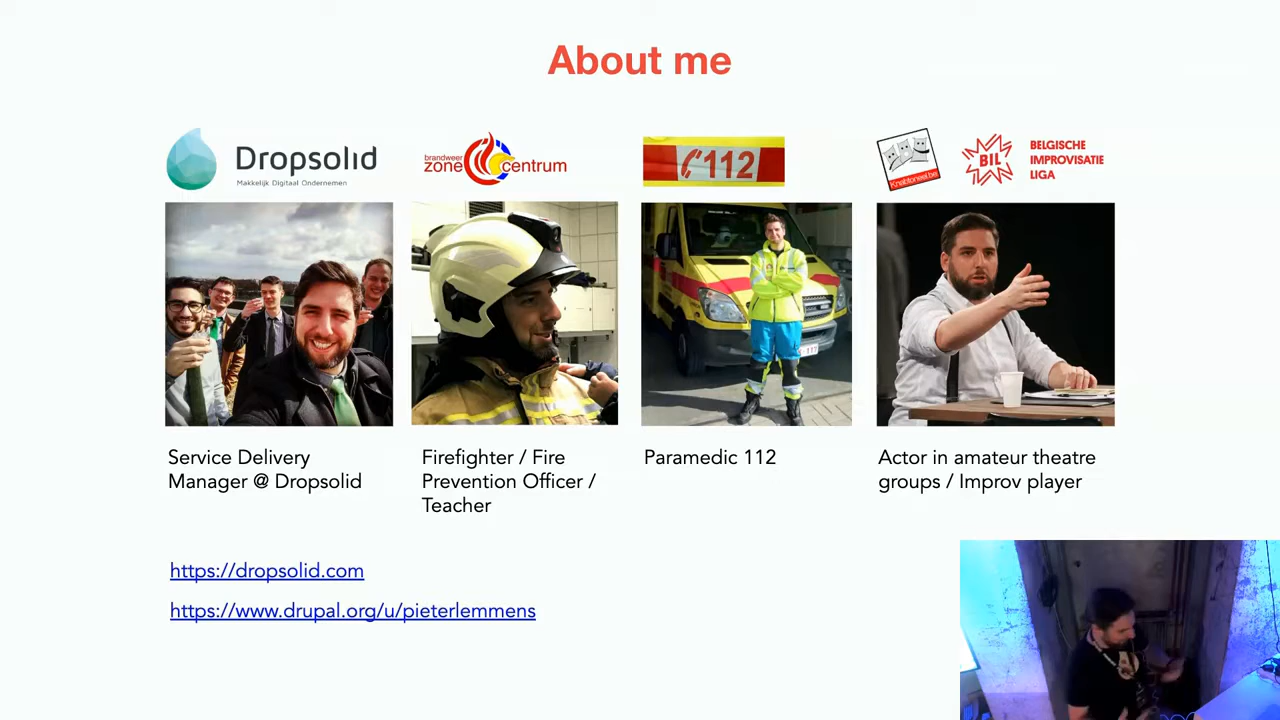 About me
Dropsolid
Makkelijk Digitaal Ondernemen
brandweer
zone centrum
112
Knabtoneel.be
BIL
BELGISCHE
IMPROVISATIE
LIGA
Service Delivery
Manager @ Dropsolid
Firefighter / Fire
Prevention Officer /
Teacher
Paramedic 112
Actor in amateur theatre
groups / Improv player
https://dropsolid.com
https://www.drupal.org/u/pieterlemmens